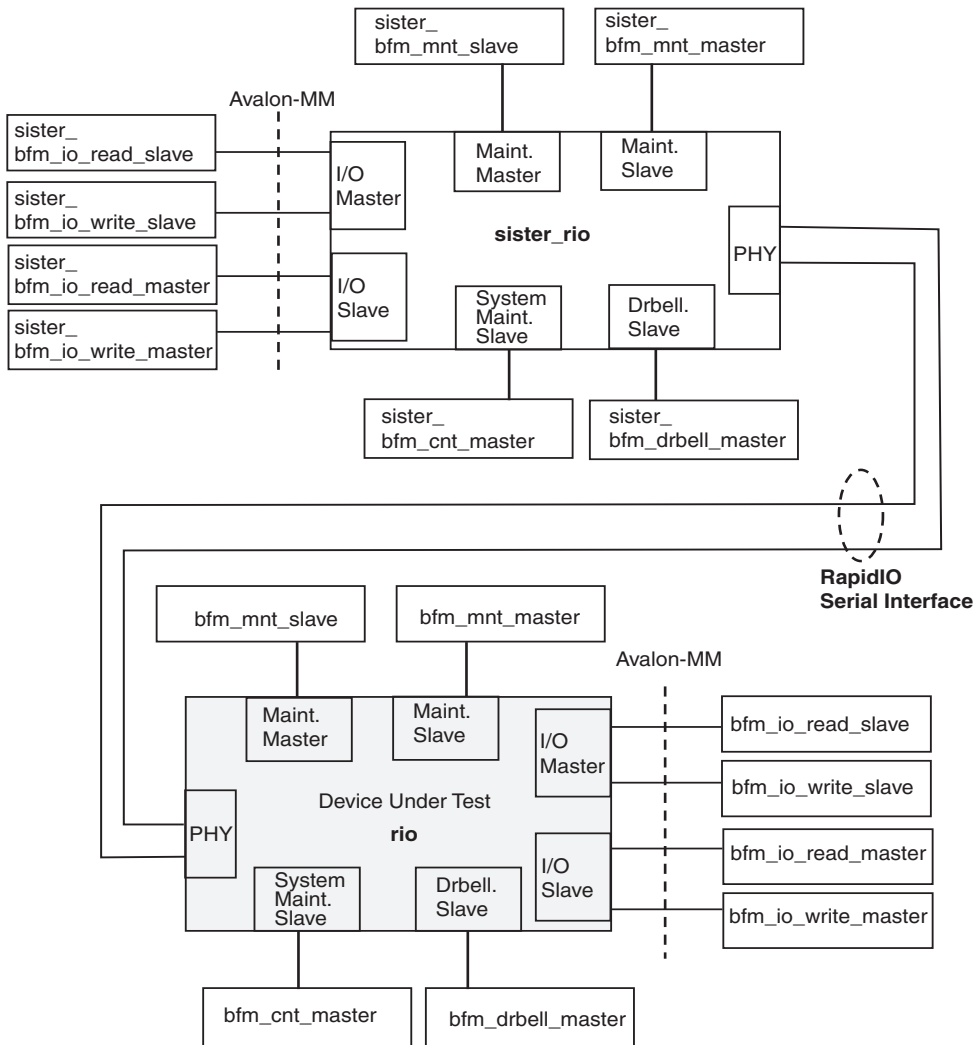 sister_
bfm_mnt_slave
sister_
bfm_mnt_master
Avalon-MM
sister_
bfm_io_read_slave
sister_
bfm_io_write_slave
sister_
bfm_io_read_master
sister_
bfm_io_write_master
I/O
Master
I/O
Slave
Maint.
Master
Maint.
Slave
sister_rio
PHY
System
Maint.
Slave
Drbell.
Slave
sister_
bfm_cnt_master
sister_
bfm_drbell_master
RapidIO
Serial Interface
bfm_mnt_slave
bfm_mnt_master
Avalon-MM
Maint.
Master
Maint.
Slave
I/O
Master
bfm_io_read_slave
bfm_io_write_slave
Device Under Test
rio
PHY
I/O
Slave
bfm_io_read_master
bfm_io_write_master
System
Maint.
Slave
Drbell.
Slave
bfm_cnt_master
bfm_drbell_master